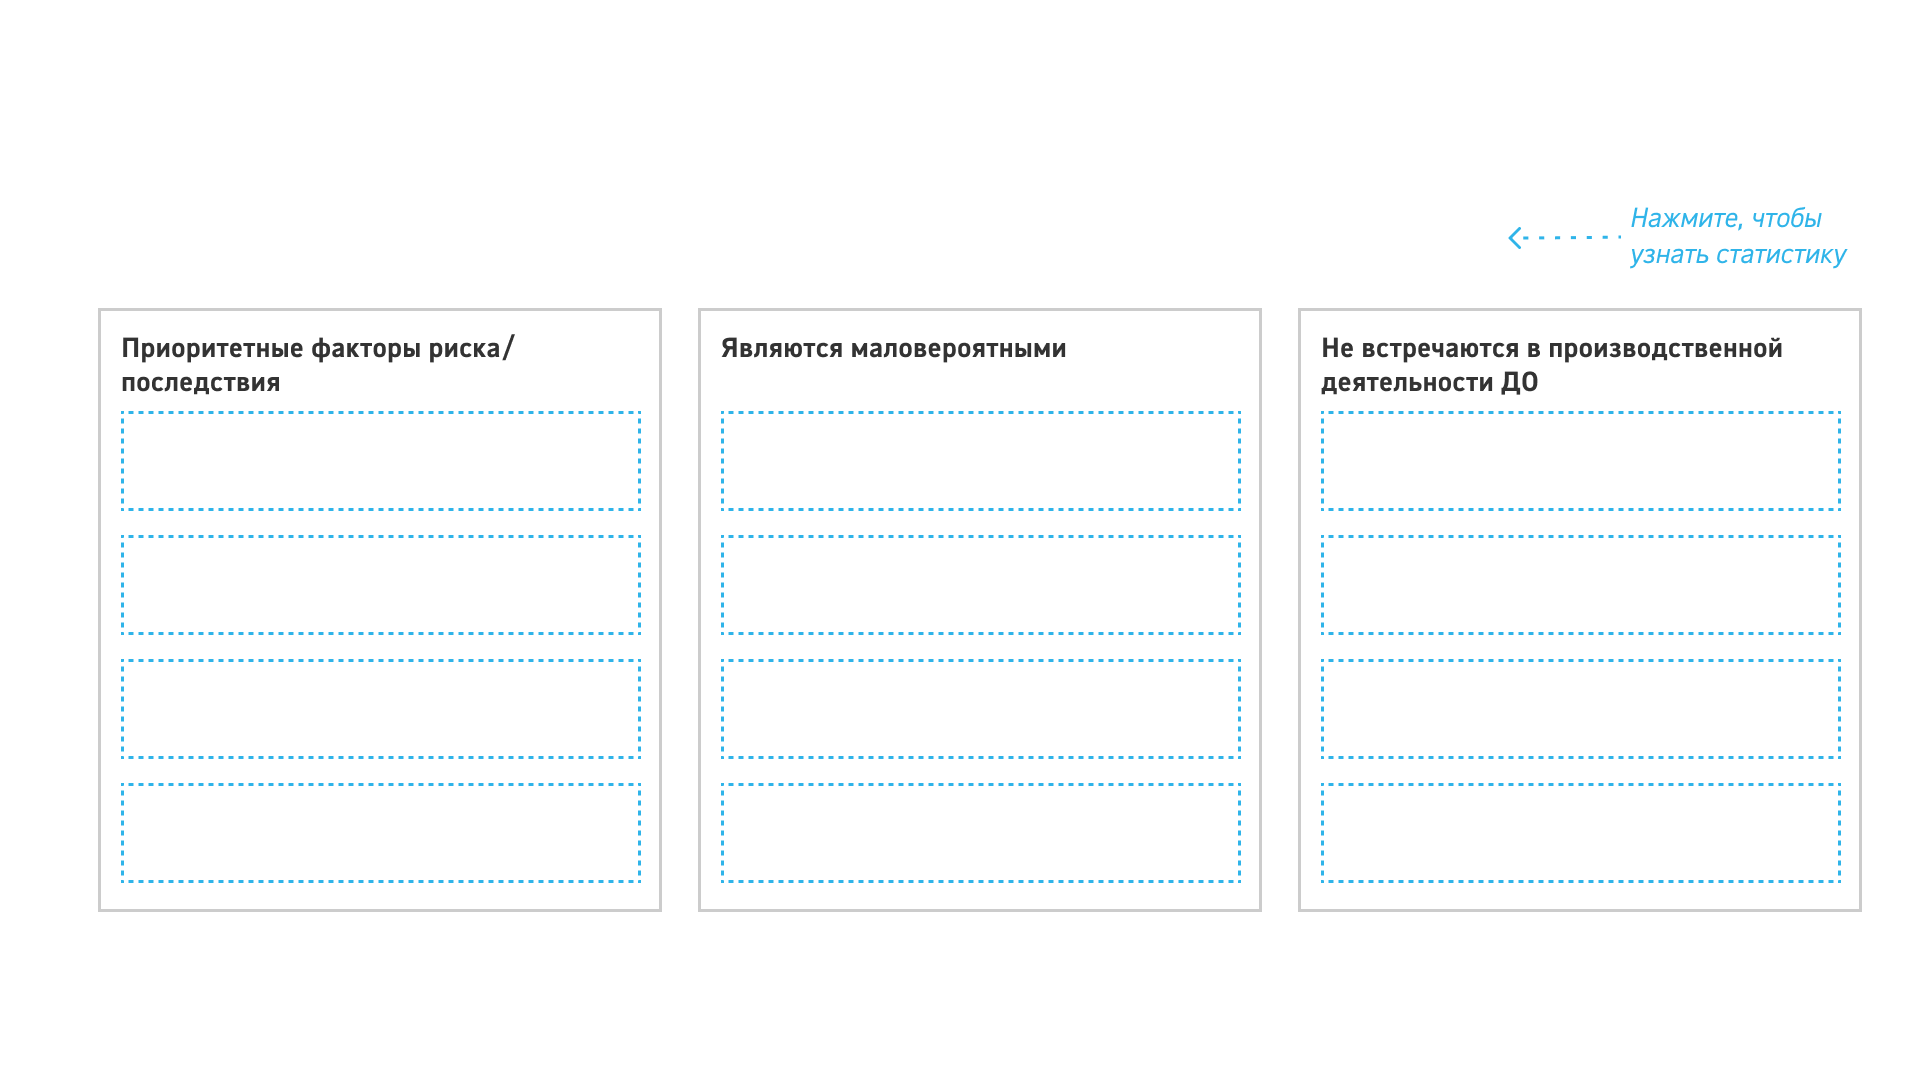 Нажмите, чтобы
узнать статистику
Приоритетные факторы риска/
последствия
Являются маловероятными
Не встречаются в производственной
деятельности ДО